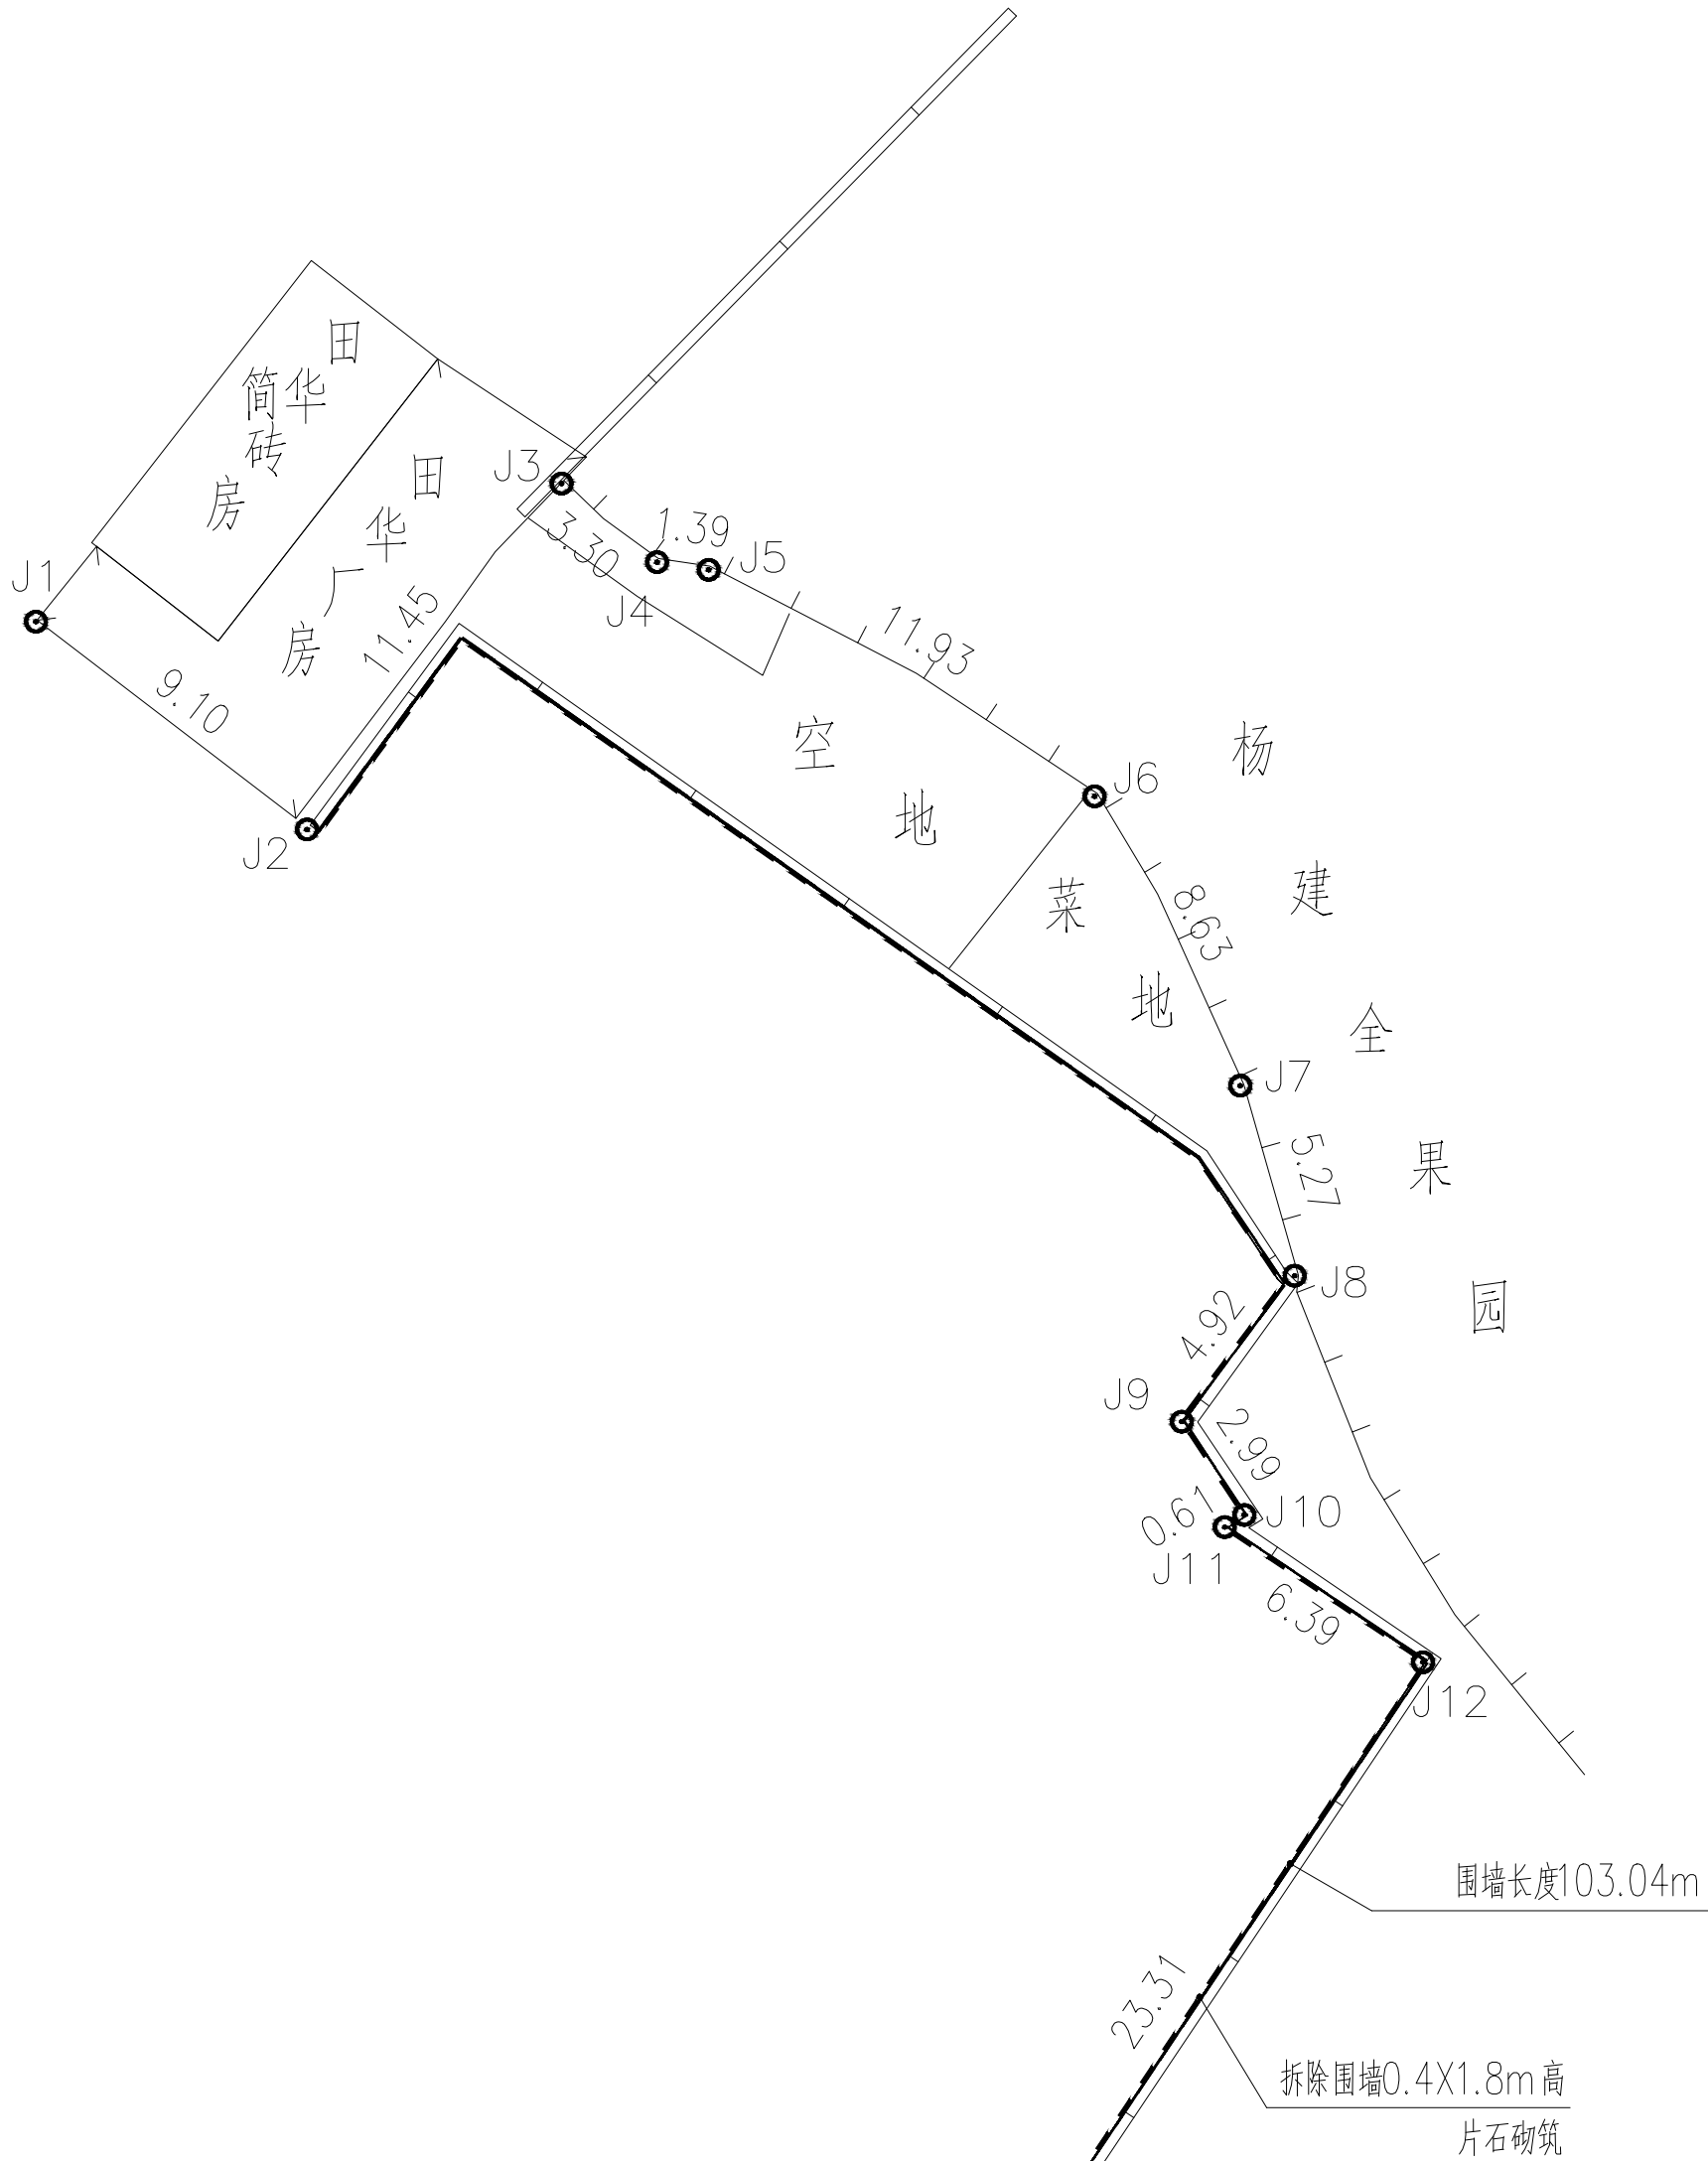 田华
简砖房
田华厂房
J1
J2
J3
J4
J5
J6
J7
J8
J9
J10
J11
J12
9.10
11.45
3.30
1.39
11.93
8.63
5.27
4.92
2.99
0.61
6.39
23.31
空地
菜地
杨建全果园
围墙长度103.04m
拆除围墙0.4X1.8m高
片石砌筑